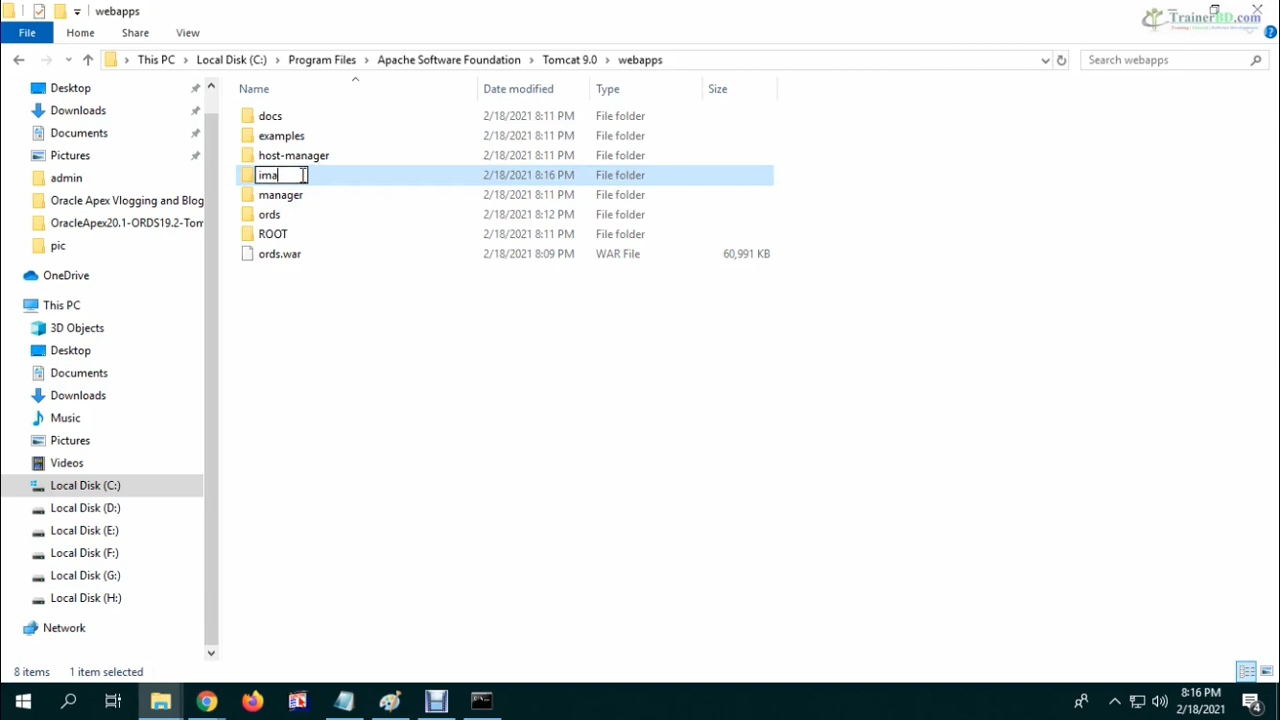 webapps
TrainerBD.com
File Home Share View
This PC Local Disk (C:) Program Files Apache Software Foundation Tomcat 9.0 webapps
Search webapps
Name Date modified Type Size
docs 2/18/2021 8:11 PM File folder
examples 2/18/2021 8:11 PM File folder
host-manager 2/18/2021 8:11 PM File folder
ima 2/18/2021 8:16 PM File folder
manager 2/18/2021 8:11 PM File folder
ords 2/18/2021 8:12 PM File folder
ROOT 2/18/2021 8:11 PM File folder
ords.war 2/18/2021 8:09 PM WAR File 60,991 KB
Desktop
Downloads
Documents
Pictures
admin
Oracle Apex Vlogging and Blog
OracleApex20.1-ORDS19.2-Tom
pic
OneDrive
This PC
3D Objects
Desktop
Documents
Downloads
Music
Pictures
Videos
Local Disk (C:)
Local Disk (D:)
Local Disk (E:)
Local Disk (F:)
Local Disk (G:)
Local Disk (H:)
Network
8 items 1 item selected
8:16 PM
2/18/2021
4